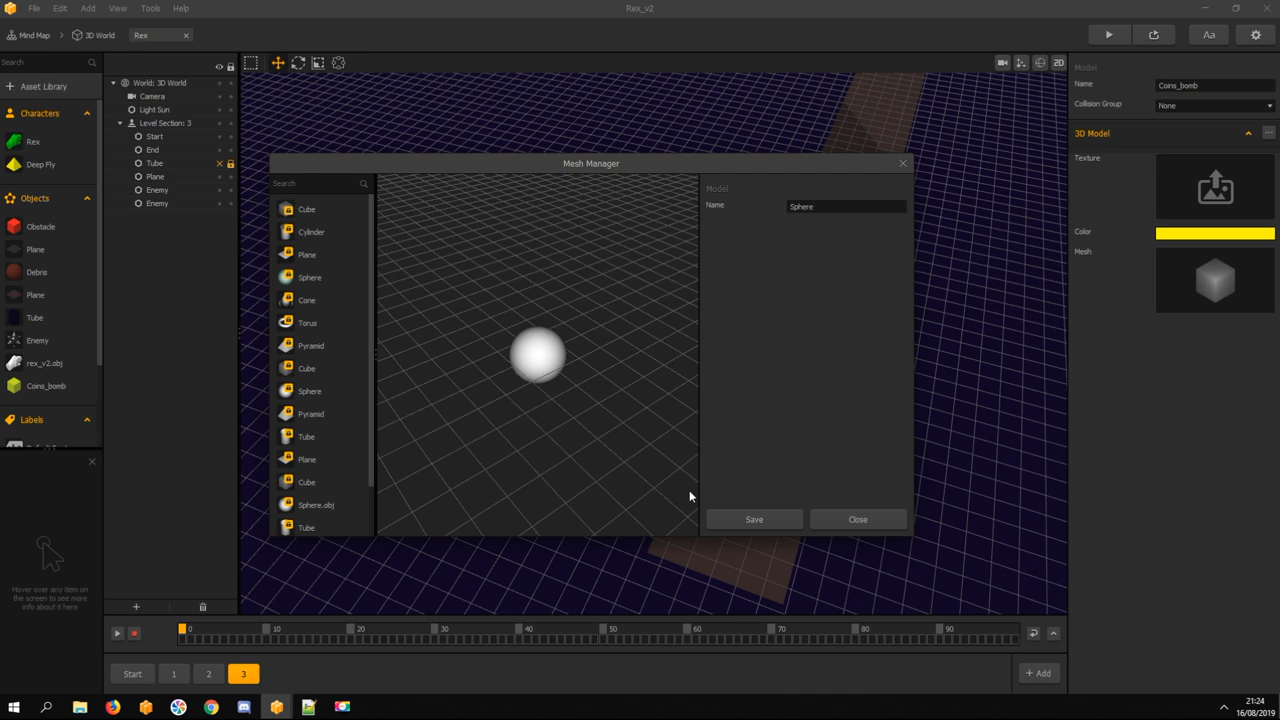 File Edit Add View Tools Help
Rex_v2
Mind Map 3D World Rex
Aa
Search
Asset Library
Characters
Rex
Deep Fly
Objects
Obstacle
Plane
Debris
Plane
Tube
Enemy
rex_v2.obj
Coins_bomb
Labels
Hover over any item on
the screen to see more
info about it here
World: 3D World
Camera
Light Sun
Level Section: 3
Start
End
Tube
Plane
Enemy
Enemy
2D
Mesh Manager
Search
Cube
Cylinder
Plane
Sphere
Cone
Torus
Pyramid
Cube
Sphere
Pyramid
Tube
Plane
Cube
Sphere.obj
Tube
Model
Name Sphere
Save Close
Model
Name Coins_bomb
Collision Group None
3D Model
Texture
Color
Mesh
0 10 20 30 40 50 60 70 80 90
Start 1 2 3
+ Add
21:24
16/08/2019